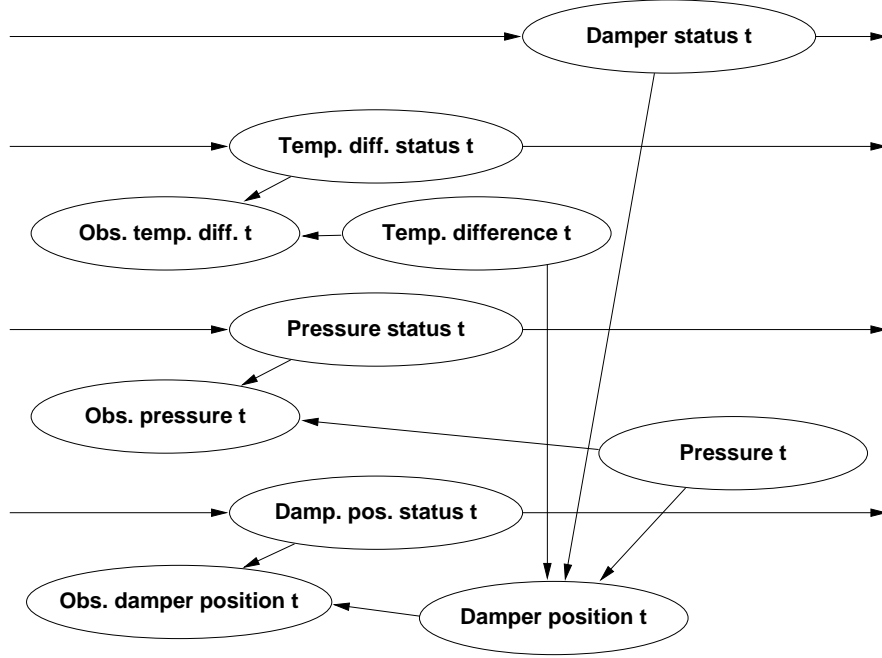 Damper status t
Temp. diff. status t
Obs. temp. diff. t
Temp. difference t
Pressure status t
Obs. pressure t
Pressure t
Damp. pos. status t
Obs. damper position t
Damper position t